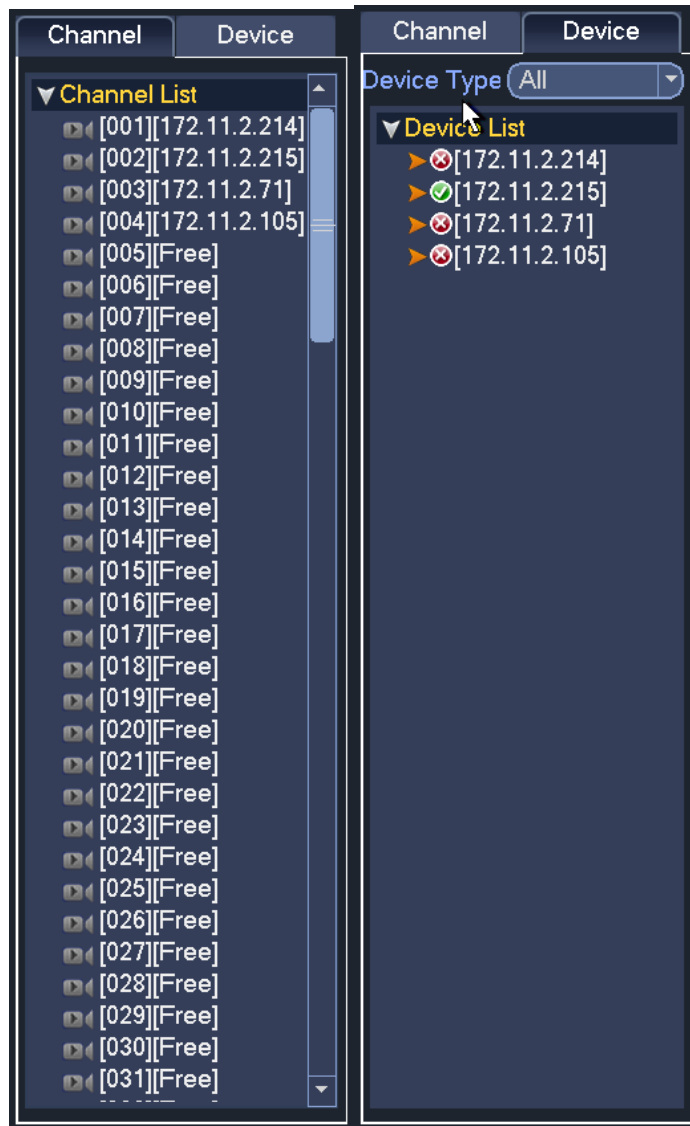 Channel Device
Channel List
[001][172.11.2.214]
[002][172.11.2.215]
[003][172.11.2.71]
[004][172.11.2.105]
[005][Free]
[006][Free]
[007][Free]
[008][Free]
[009][Free]
[010][Free]
[011][Free]
[012][Free]
[013][Free]
[014][Free]
[015][Free]
[016][Free]
[017][Free]
[018][Free]
[019][Free]
[020][Free]
[021][Free]
[022][Free]
[023][Free]
[024][Free]
[025][Free]
[026][Free]
[027][Free]
[028][Free]
[029][Free]
[030][Free]
[031][Free]
Channel Device
Device Type All
Device List
[172.11.2.214]
[172.11.2.215]
[172.11.2.71]
[172.11.2.105]